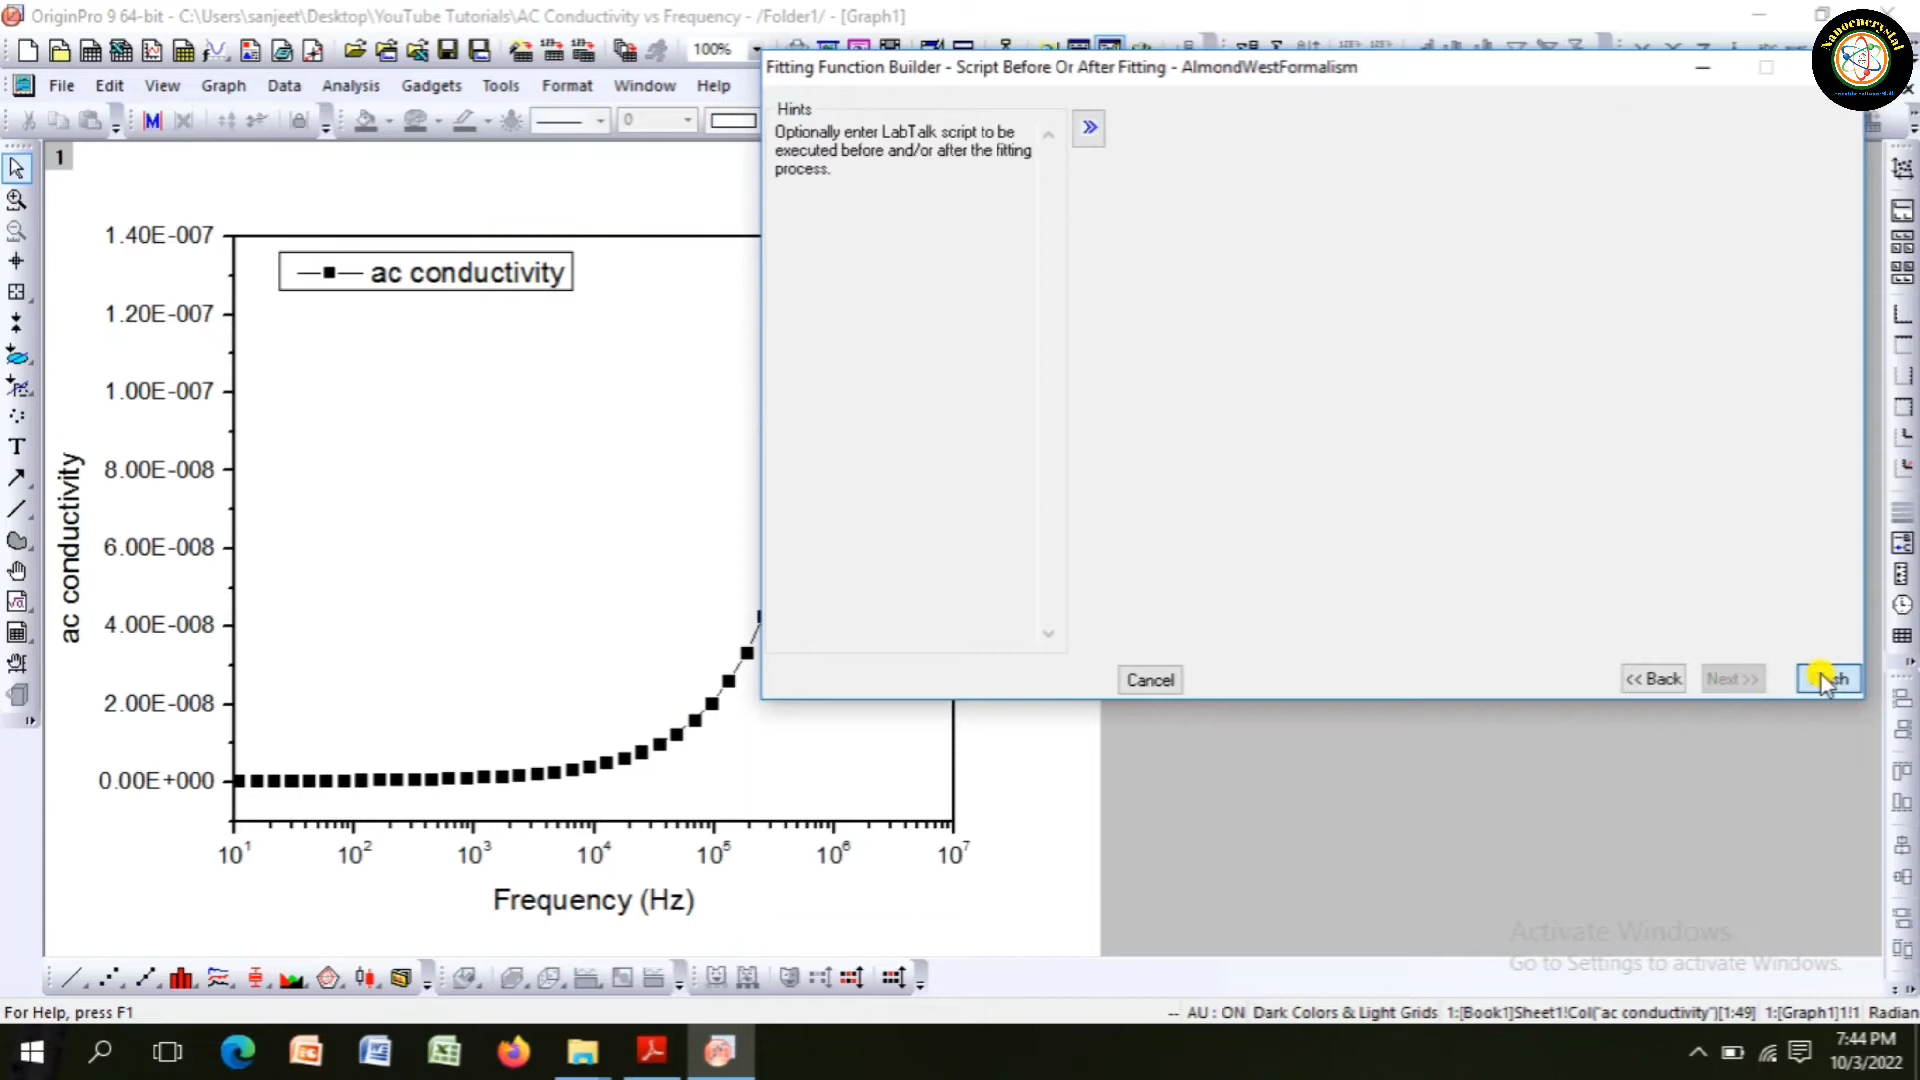 OriginPro 9 64-bit - C:\Users\sanjeet\Desktop\YouTube Tutorials\AC Conductivity vs Frequency - /Folder1/ - [Graph1]
100%
Nanoencrystal
File Edit View Graph Data Analysis Gadgets Tools Format Window Help
0
Fitting Function Builder - Script Before Or After Fitting - AlmondWestFormalism
Hints
Optionally enter LabTalk script to be
executed before and/or after the fitting
process.
Cancel
<< Back
Next >>
1
ac conductivity
1.40E-007
1.20E-007
1.00E-007
8.00E-008
6.00E-008
4.00E-008
2.00E-008
0.00E+000
ac conductivity
10¹ 10² 10³ 10⁴ 10⁵ 10⁶ 10⁷
Frequency (Hz)
Activate Windows
Go to Settings to activate Windows.
For Help, press F1
-- AU : ON Dark Colors & Light Grids 1:[Book1]Sheet1!Col("ac conductivity")[1:49] 1:[Graph1]1!1 Radian
7:44 PM
10/3/2022